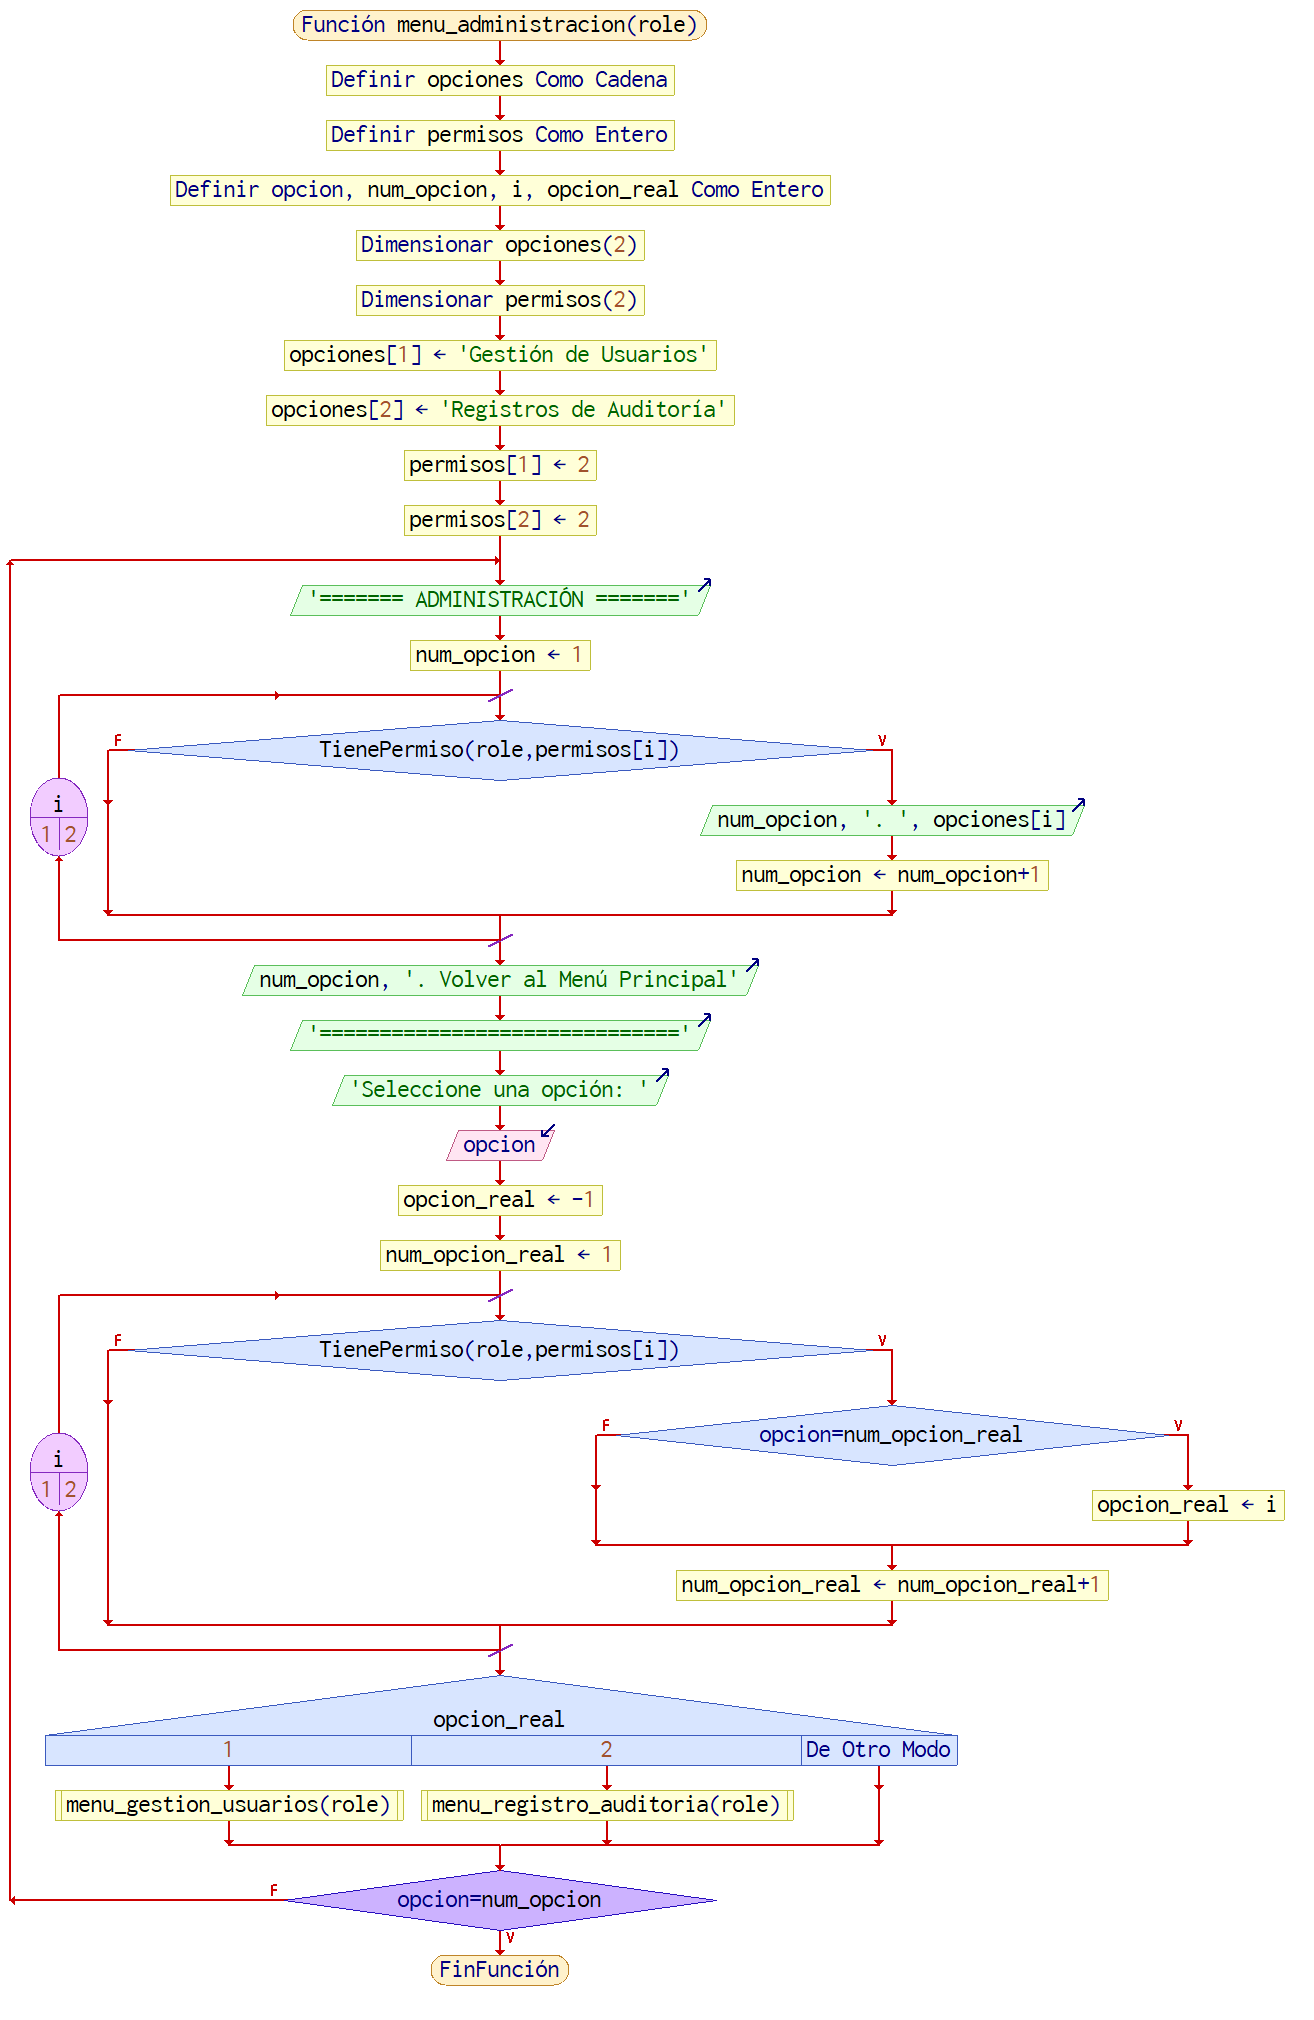 Función menu_administracion(role)
Definir opciones Como Cadena
Definir permisos Como Entero
Definir opcion, num_opcion, i, opcion_real Como Entero
Dimensionar opciones(2)
Dimensionar permisos(2)
opciones[1] ← 'Gestión de Usuarios'
opciones[2] ← 'Registros de Auditoría'
permisos[1] ← 2
permisos[2] ← 2
'======= ADMINISTRACIÓN ======='
num_opcion ← 1
F
TienePermiso(role,permisos[i])
V
i
1 2
num_opcion, '. ', opciones[i]
num_opcion ← num_opcion+1
num_opcion, '. Volver al Menú Principal'
'=============================='
'Seleccione una opción: '
opcion
opcion_real ← -1
num_opcion_real ← 1
F
TienePermiso(role,permisos[i])
V
F
opcion=num_opcion_real
V
i
1 2
opcion_real ← i
num_opcion_real ← num_opcion_real+1
opcion_real
1
2
De Otro Modo
menu_gestion_usuarios(role)
menu_registro_auditoria(role)
F
opcion=num_opcion
V
FinFunción